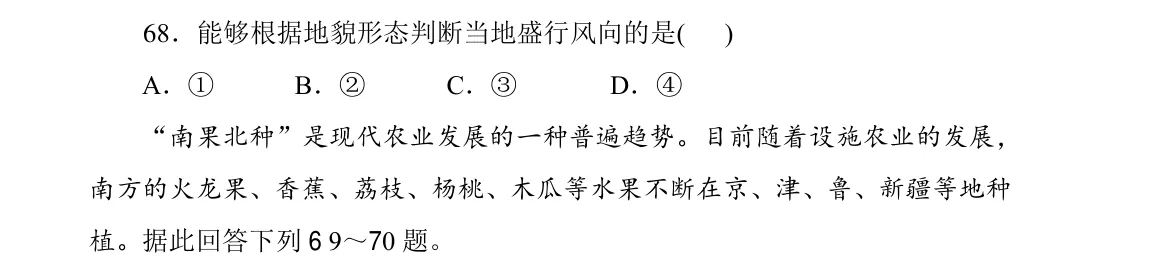 68．能够根据地貌形态判断当地盛行风向的是(　　)
A．①　　　B．②　　　C．③　　　D．④
“南果北种”是现代农业发展的一种普遍趋势。目前随着设施农业的发展，
南方的火龙果、香蕉、荔枝、杨桃、木瓜等水果不断在京、津、鲁、新疆等地种
植。据此回答下列6 9～70 题。